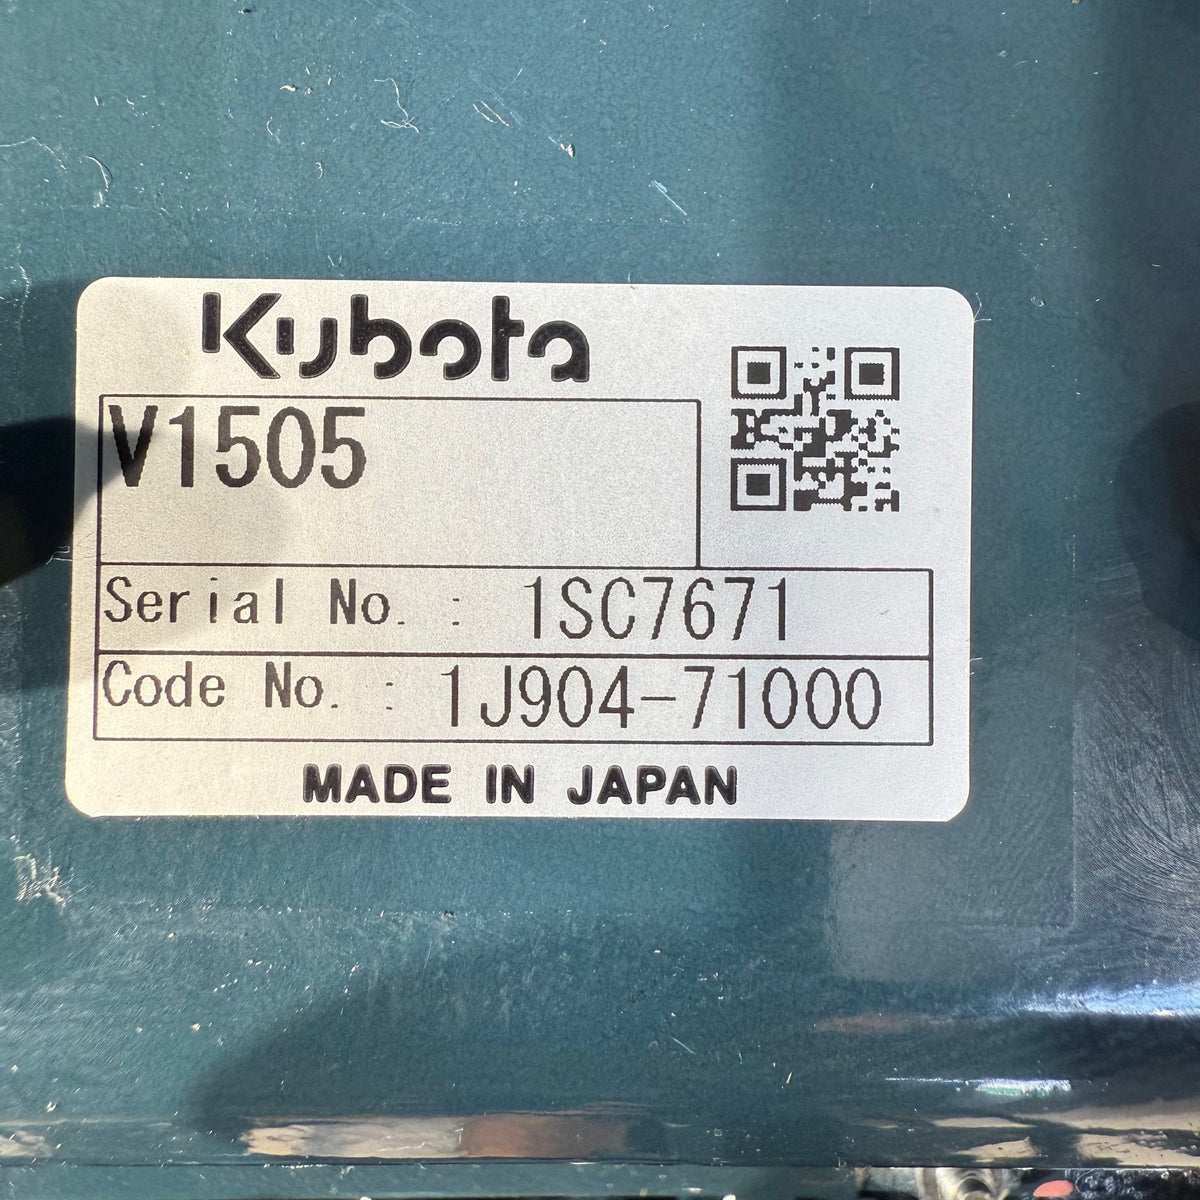 Kubota
V1505
Serial No. : 1SC7671
Code No. : 1J904-71000
MADE IN JAPAN